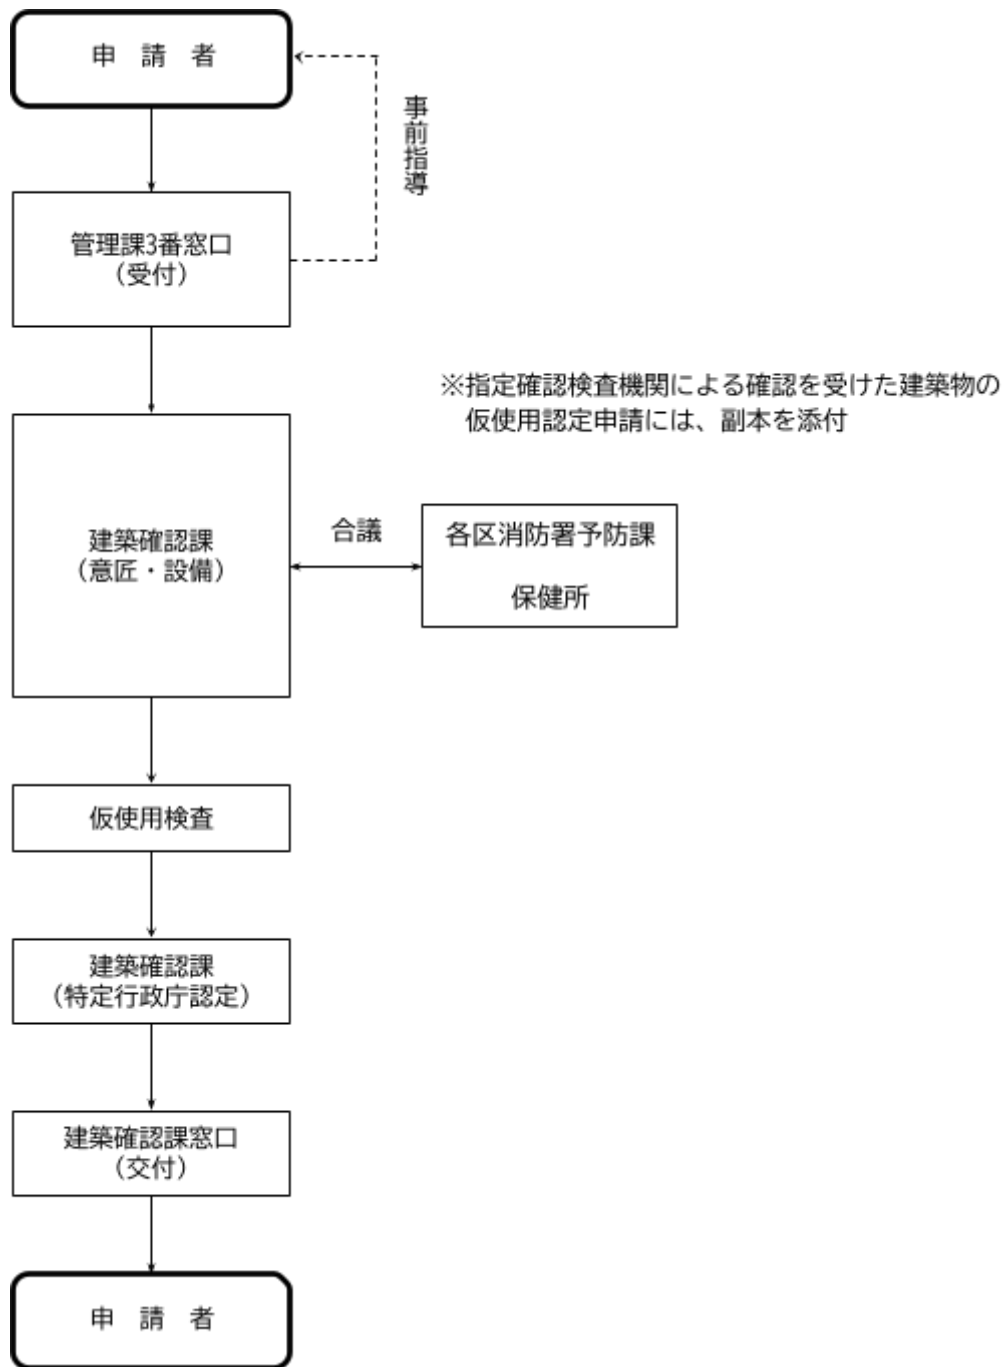 申　請　者
事前指導
管理課3番窓口
（受付）
※指定確認検査機関による確認を受けた建築物の
仮使用認定申請には、副本を添付
建築確認課
（意匠・設備）
合議
各区消防署予防課
保健所
仮使用検査
建築確認課
（特定行政庁認定）
建築確認課窓口
（交付）
申　請　者